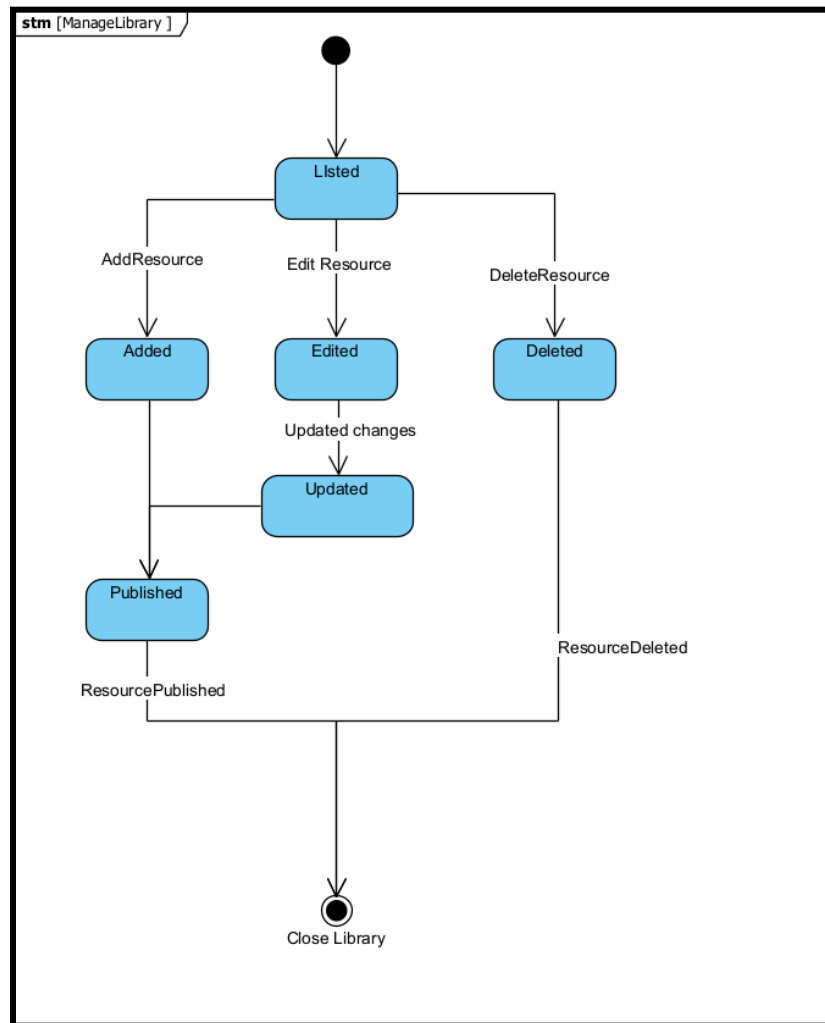 stm [ManageLibrary ]
LIsted
AddResource
Edit Resource
DeleteResource
Added
Edited
Deleted
Updated changes
Updated
Published
ResourceDeleted
ResourcePublished
Close Library